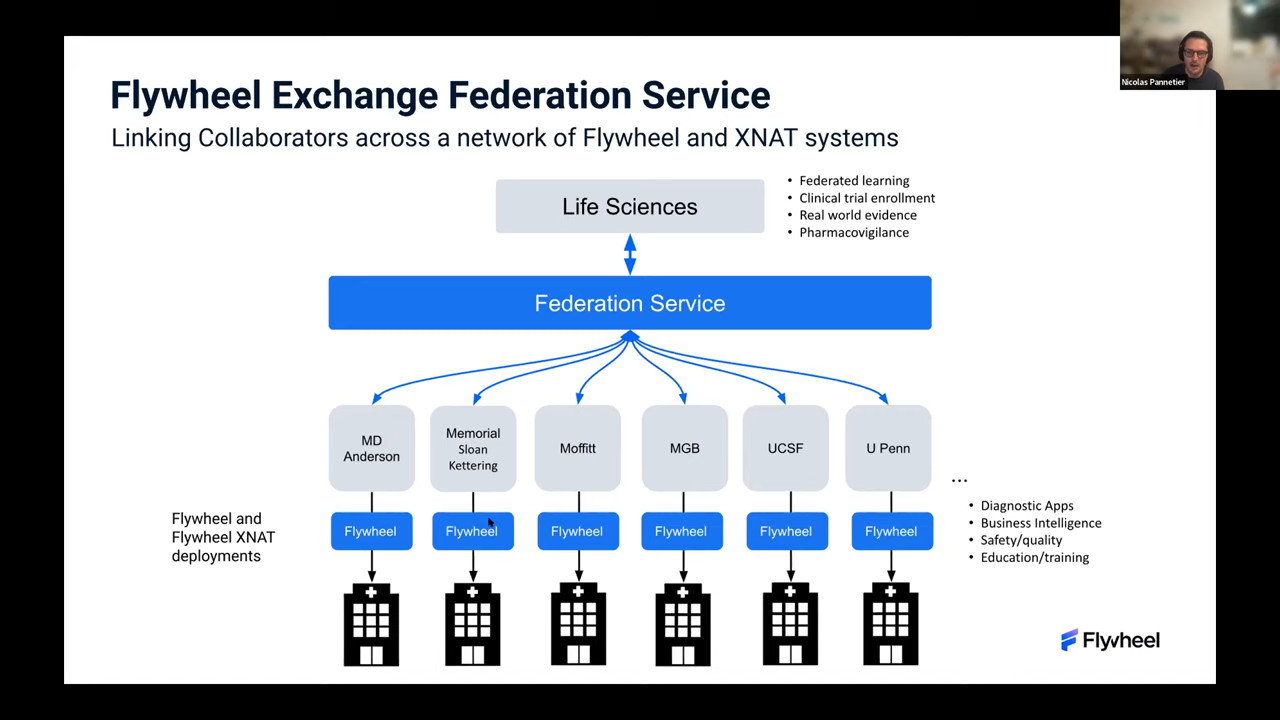 Nicolas Pannetier
Flywheel Exchange Federation Service
Linking Collaborators across a network of Flywheel and XNAT systems
Life Sciences
• Federated learning
• Clinical trial enrollment
• Real world evidence
• Pharmacovigilance
Federation Service
MD
Anderson
Memorial
Sloan
Kettering
Moffitt
MGB
UCSF
U Penn
...
Flywheel and
Flywheel XNAT
deployments
Flywheel
Flywheel
Flywheel
Flywheel
Flywheel
Flywheel
• Diagnostic Apps
• Business Intelligence
• Safety/quality
• Education/training
Flywheel